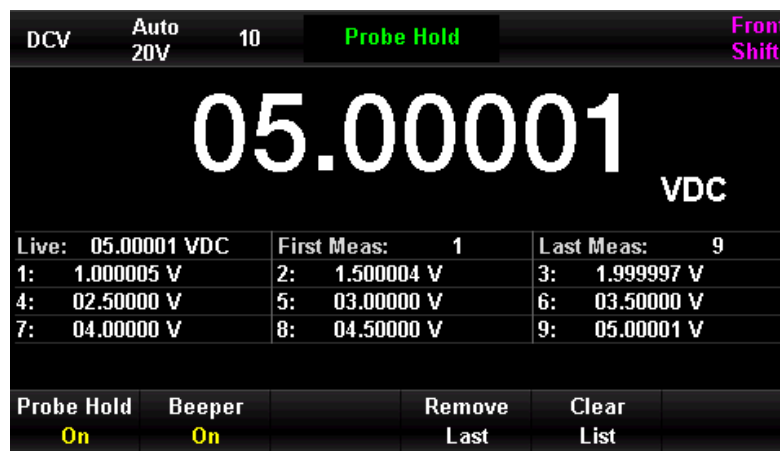 DCV Auto 10 Probe Hold Front
20V Shift
05.00001
VDC
Live: 05.00001 VDC First Meas: 1 Last Meas: 9
1: 1.000005 V 2: 1.500004 V 3: 1.999997 V
4: 02.50000 V 5: 03.00000 V 6: 03.50000 V
7: 04.00000 V 8: 04.50000 V 9: 05.00001 V
Probe Hold Beeper Remove Clear
On On Last List